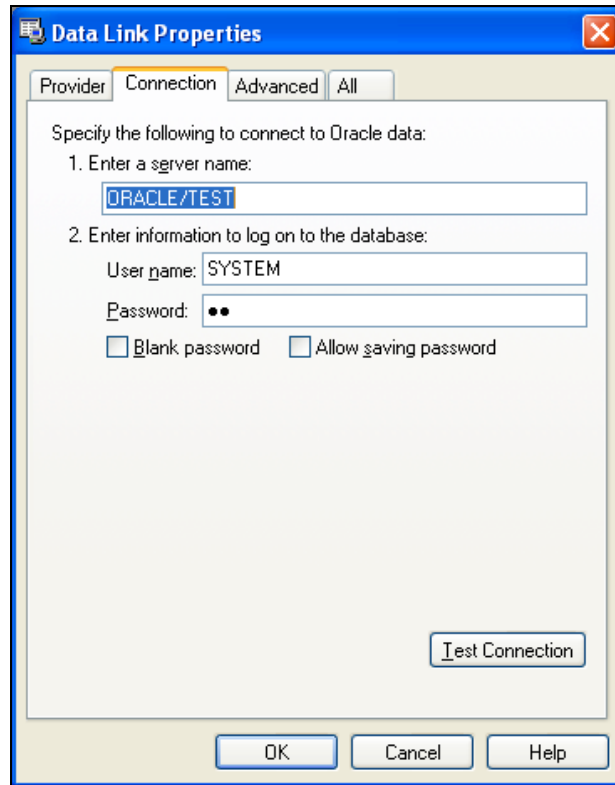 Data Link Properties
Provider Connection Advanced All
Specify the following to connect to Oracle data:
1. Enter a server name:
ORACLE/TEST
2. Enter information to log on to the database:
User name: SYSTEM
Password: ●●
Blank password Allow saving password
Test Connection
OK Cancel Help